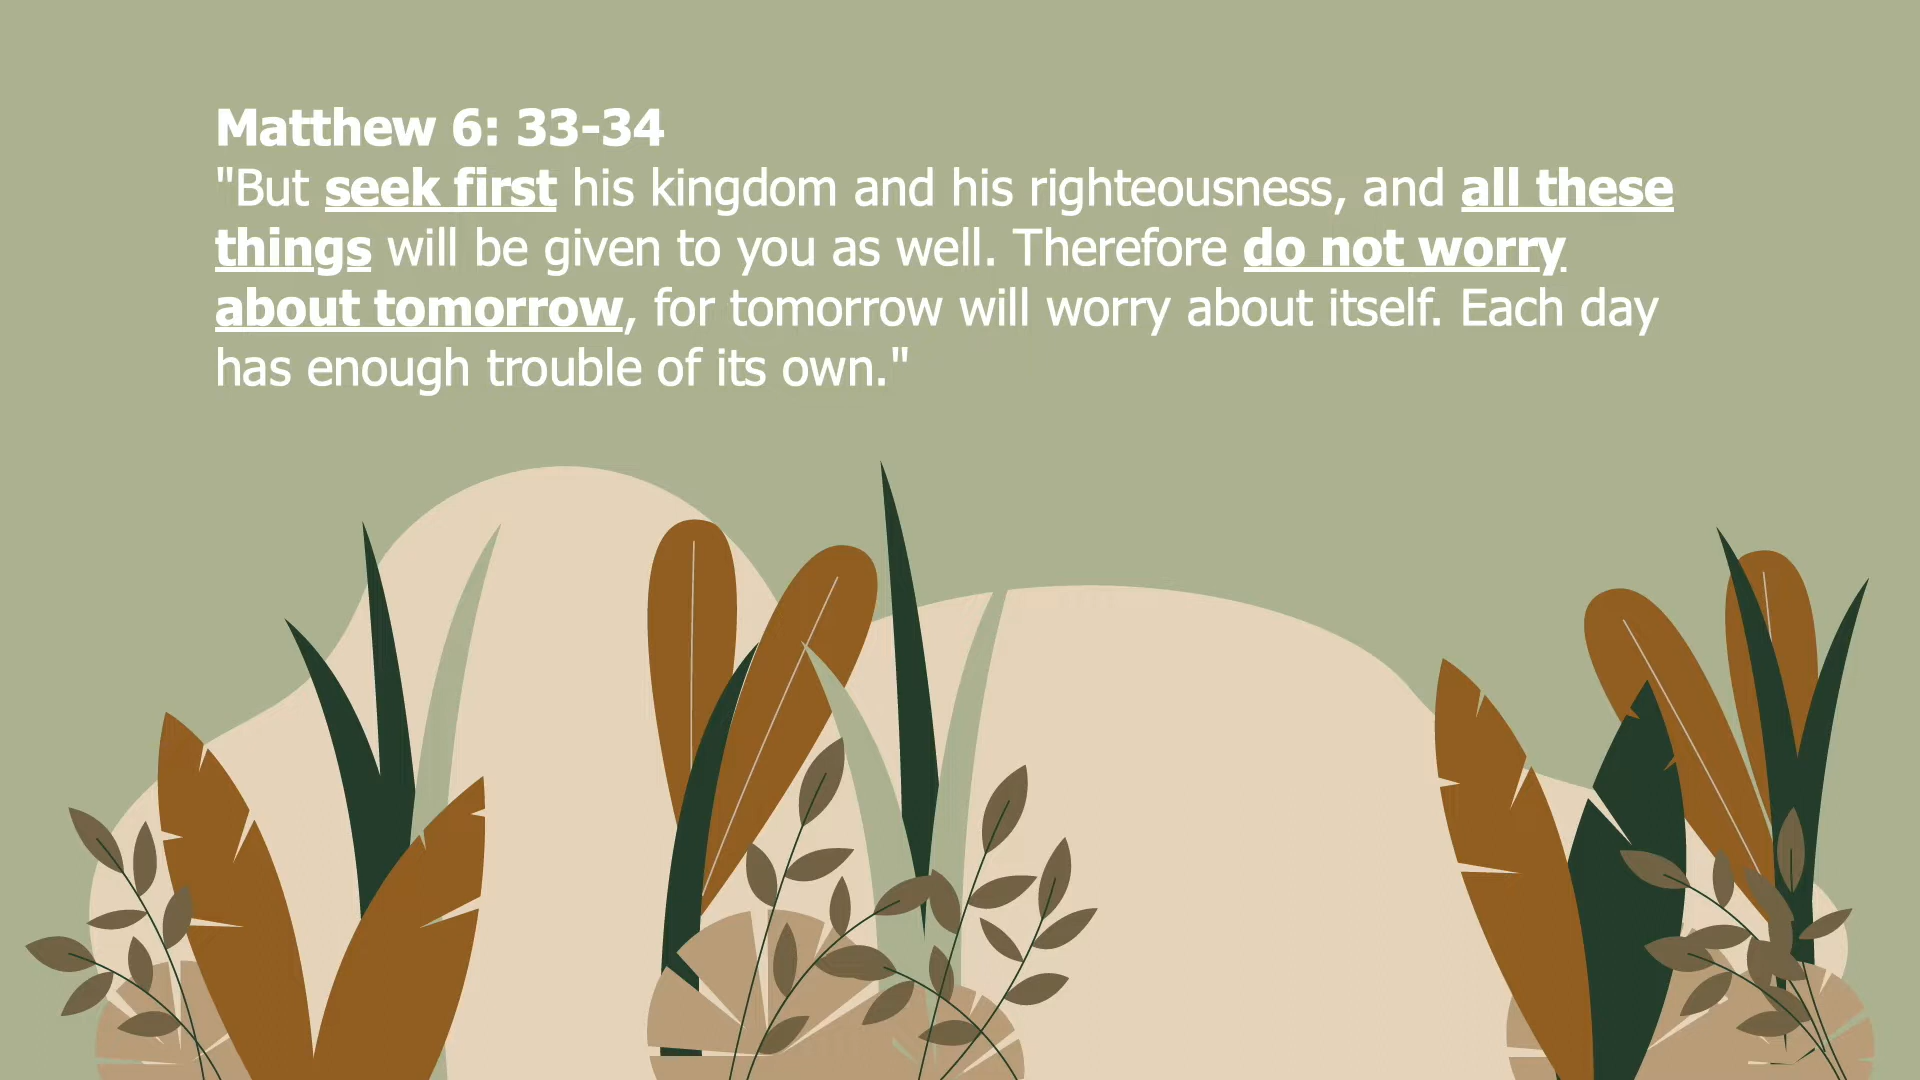 Matthew 6: 33-34
"But seek first his kingdom and his righteousness, and all these
things will be given to you as well. Therefore do not worry
about tomorrow, for tomorrow will worry about itself. Each day
has enough trouble of its own."